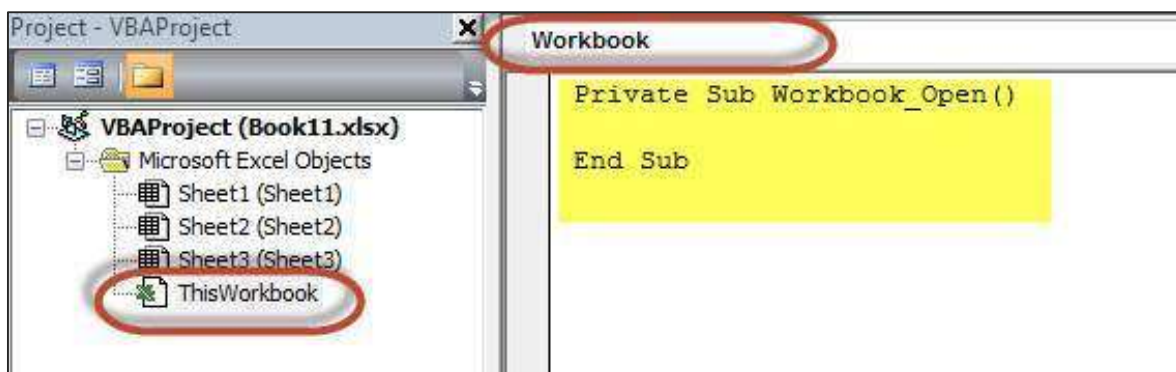 Project - VBAProject
VBAProject (Book11.xlsx)
Microsoft Excel Objects
Sheet1 (Sheet1)
Sheet2 (Sheet2)
Sheet3 (Sheet3)
ThisWorkbook
Workbook
Private Sub Workbook_Open()
End Sub